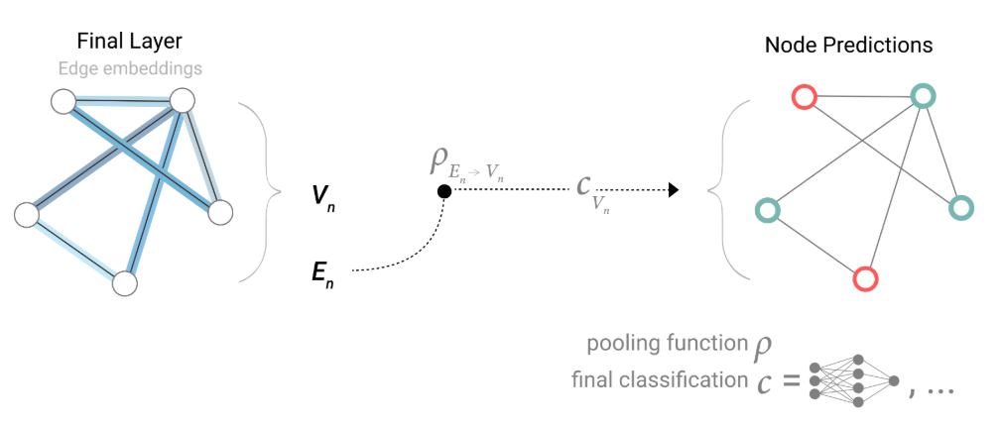 Final Layer
Edge embeddings
Node Predictions
Vn
ρEn→Vn
cVn
En
pooling function ρ
final classification c = , ...